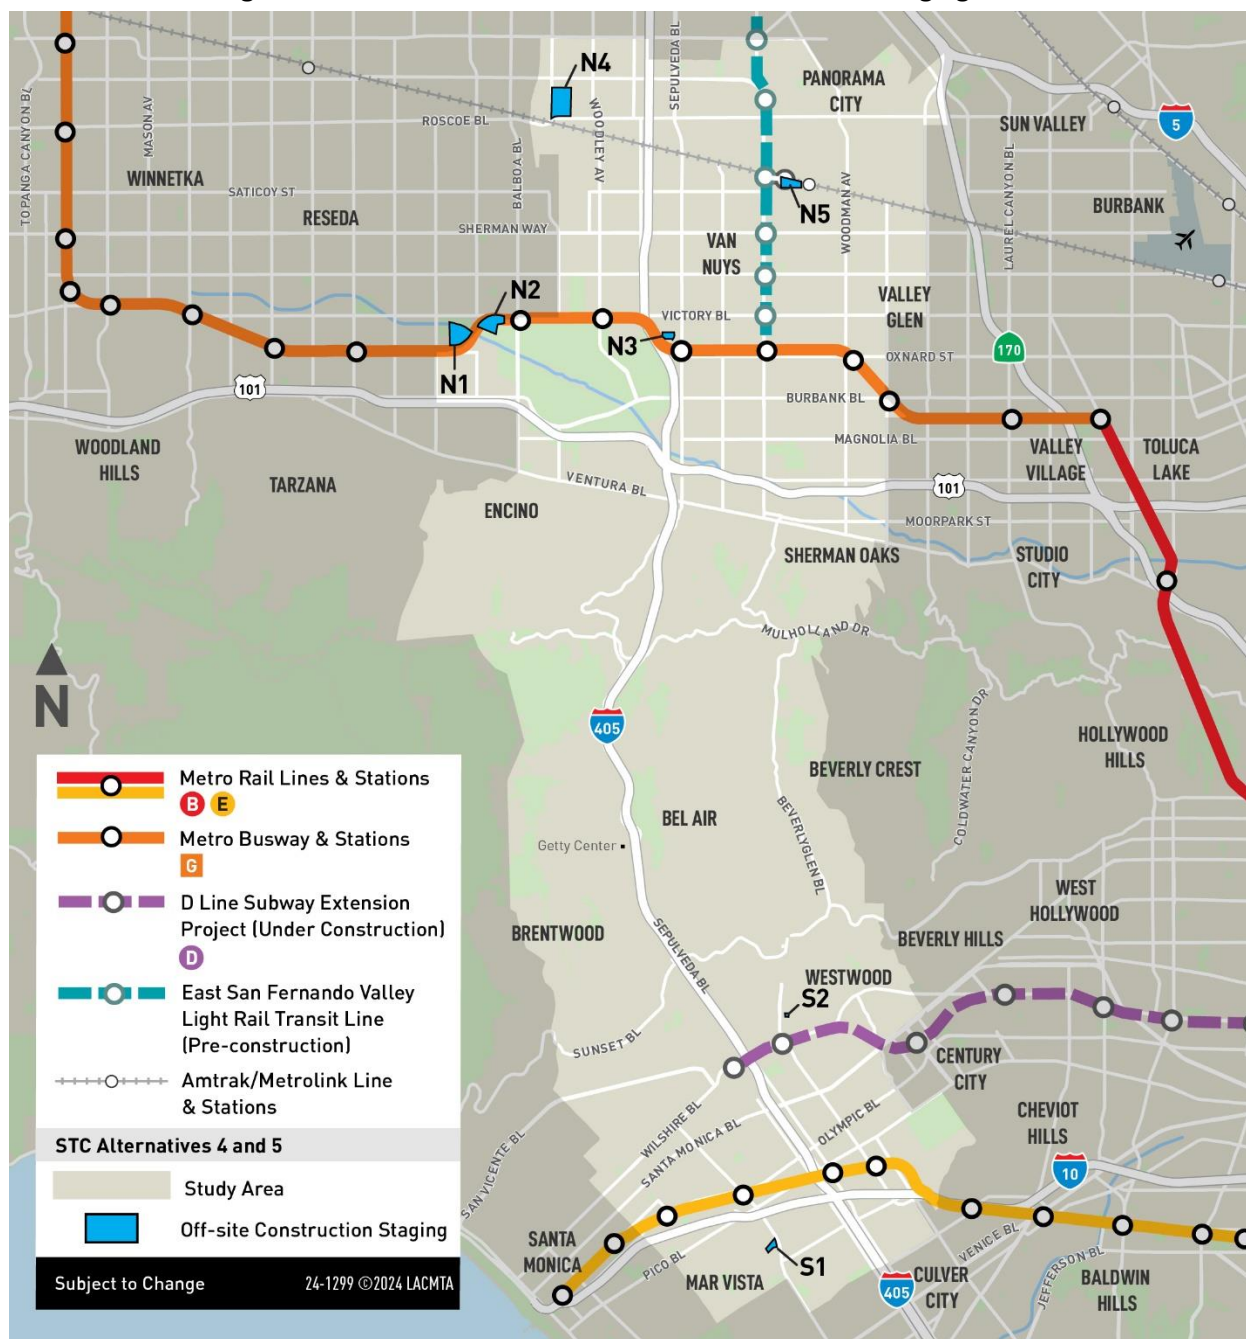 N4
SEPULVEDA BL
PANORAMA
CITY
TOPANGA CANYON BL
MASON AV
ROSCOE BL
WOODLEY AV
SUN VALLEY
5
WINNETKA
SATICOY ST
BALBOA BL
RESEDA
SHERMAN WAY
N5
WOODMAN AV
LAUREL CANYON BL
BURBANK
VAN
NUYS
N2
VICTORY BL
VALLEY
GLEN
N3
N1
OXNARD ST
170
101
BURBANK BL
MAGNOLIA BL
WOODLAND
HILLS
TARZANA
VENTURA BL
VALLEY
VILLAGE
TOLUCA
LAKE
101
ENCINO
MOORPARK ST
SHERMAN OAKS
STUDIO
CITY
MULHOLLAND DR
N
405
COLDWATER CANYON DR
HOLLYWOOD
HILLS
BEVERLY CREST
BEL AIR
Getty Center
BEVERLYGLEN BL
WEST
HOLLYWOOD
BRENTWOOD
SEPULVEDA BL
BEVERLY HILLS
WESTWOOD
S2
SUNSET BL
CENTURY
CITY
WILSHIRE BL
SANTA MONICA BL
OLYMPIC BL
CHEVIOT
HILLS
10
SAN VICENTE BL
SANTA
MONICA
PICO BL
S1
MAR VISTA
405
CULVER
CITY
VENICE BL
JEFFERSON BL
BALDWIN
HILLS
Metro Rail Lines & Stations
B E
Metro Busway & Stations
G
D Line Subway Extension
Project (Under Construction)
D
East San Fernando Valley
Light Rail Transit Line
(Pre-construction)
Amtrak/Metrolink Line
& Stations
STC Alternatives 4 and 5
Study Area
Off-site Construction Staging
Subject to Change 24-1299 ©2024 LACMTA